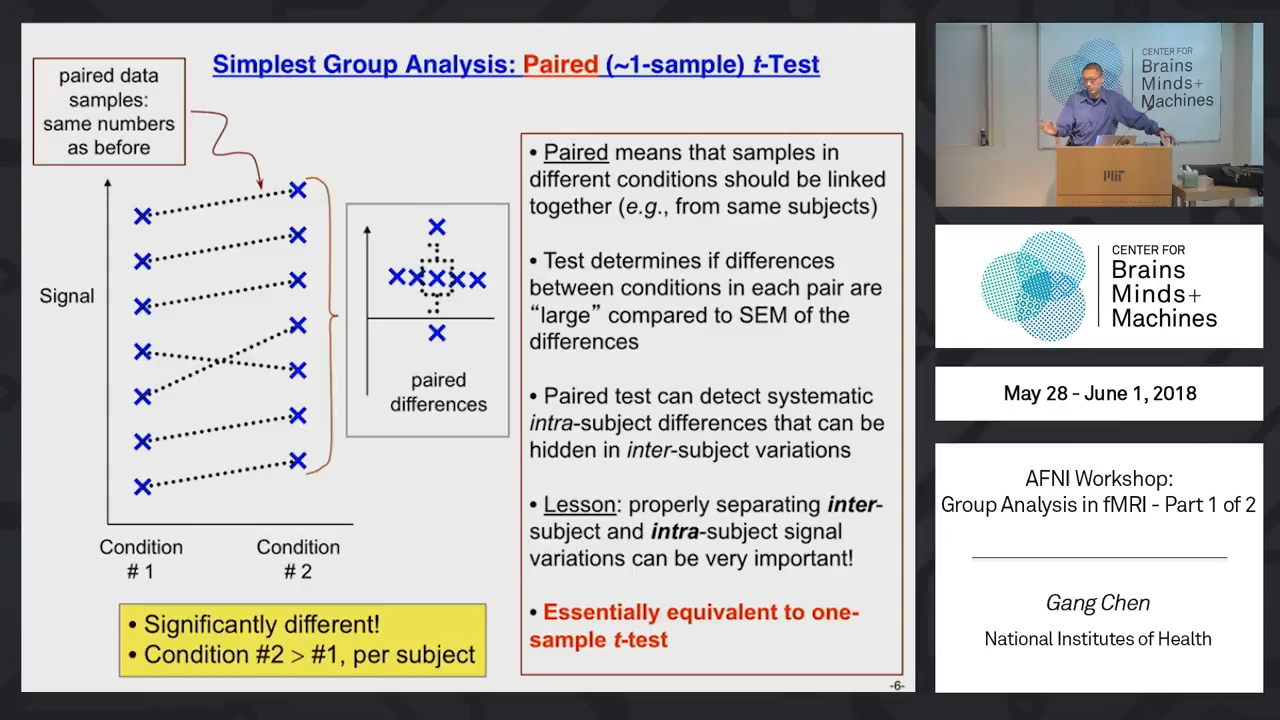 Simplest Group Analysis: Paired (~1-sample) t-Test
paired data
samples:
same numbers
as before
Signal
Condition
# 1
Condition
# 2
paired
differences
• Significantly different!
• Condition #2 > #1, per subject
• Paired means that samples in
different conditions should be linked
together (e.g., from same subjects)
• Test determines if differences
between conditions in each pair are
“large” compared to SEM of the
differences
• Paired test can detect systematic
intra-subject differences that can be
hidden in inter-subject variations
• Lesson: properly separating inter-
subject and intra-subject signal
variations can be very important!
• Essentially equivalent to one-
sample t-test
-6-
CENTER FOR
Brains
Minds+
Machines
MIT
CENTER FOR
Brains
Minds+
Machines
May 28 - June 1, 2018
AFNI Workshop:
Group Analysis in fMRI - Part 1 of 2
Gang Chen
National Institutes of Health